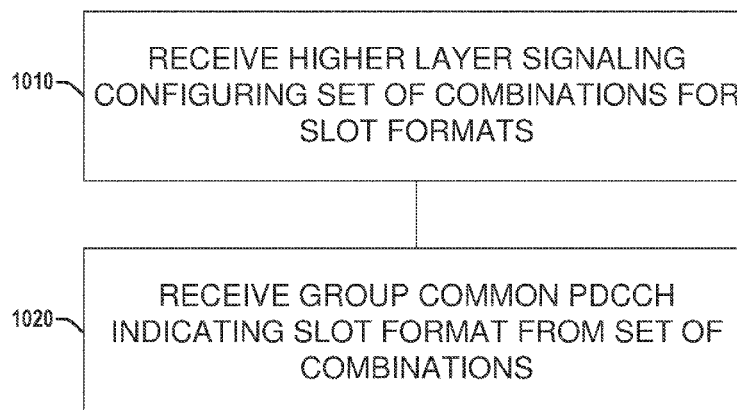 RECEIVE HIGHER LAYER SIGNALING
1010
CONFIGURING SET OF COMBINATIONS FOR
SLOT FORMATS
RECEIVE GROUP COMMON PDCCH
1020
INDICATING SLOT FORMAT FROM SET OF
COMBINATIONS